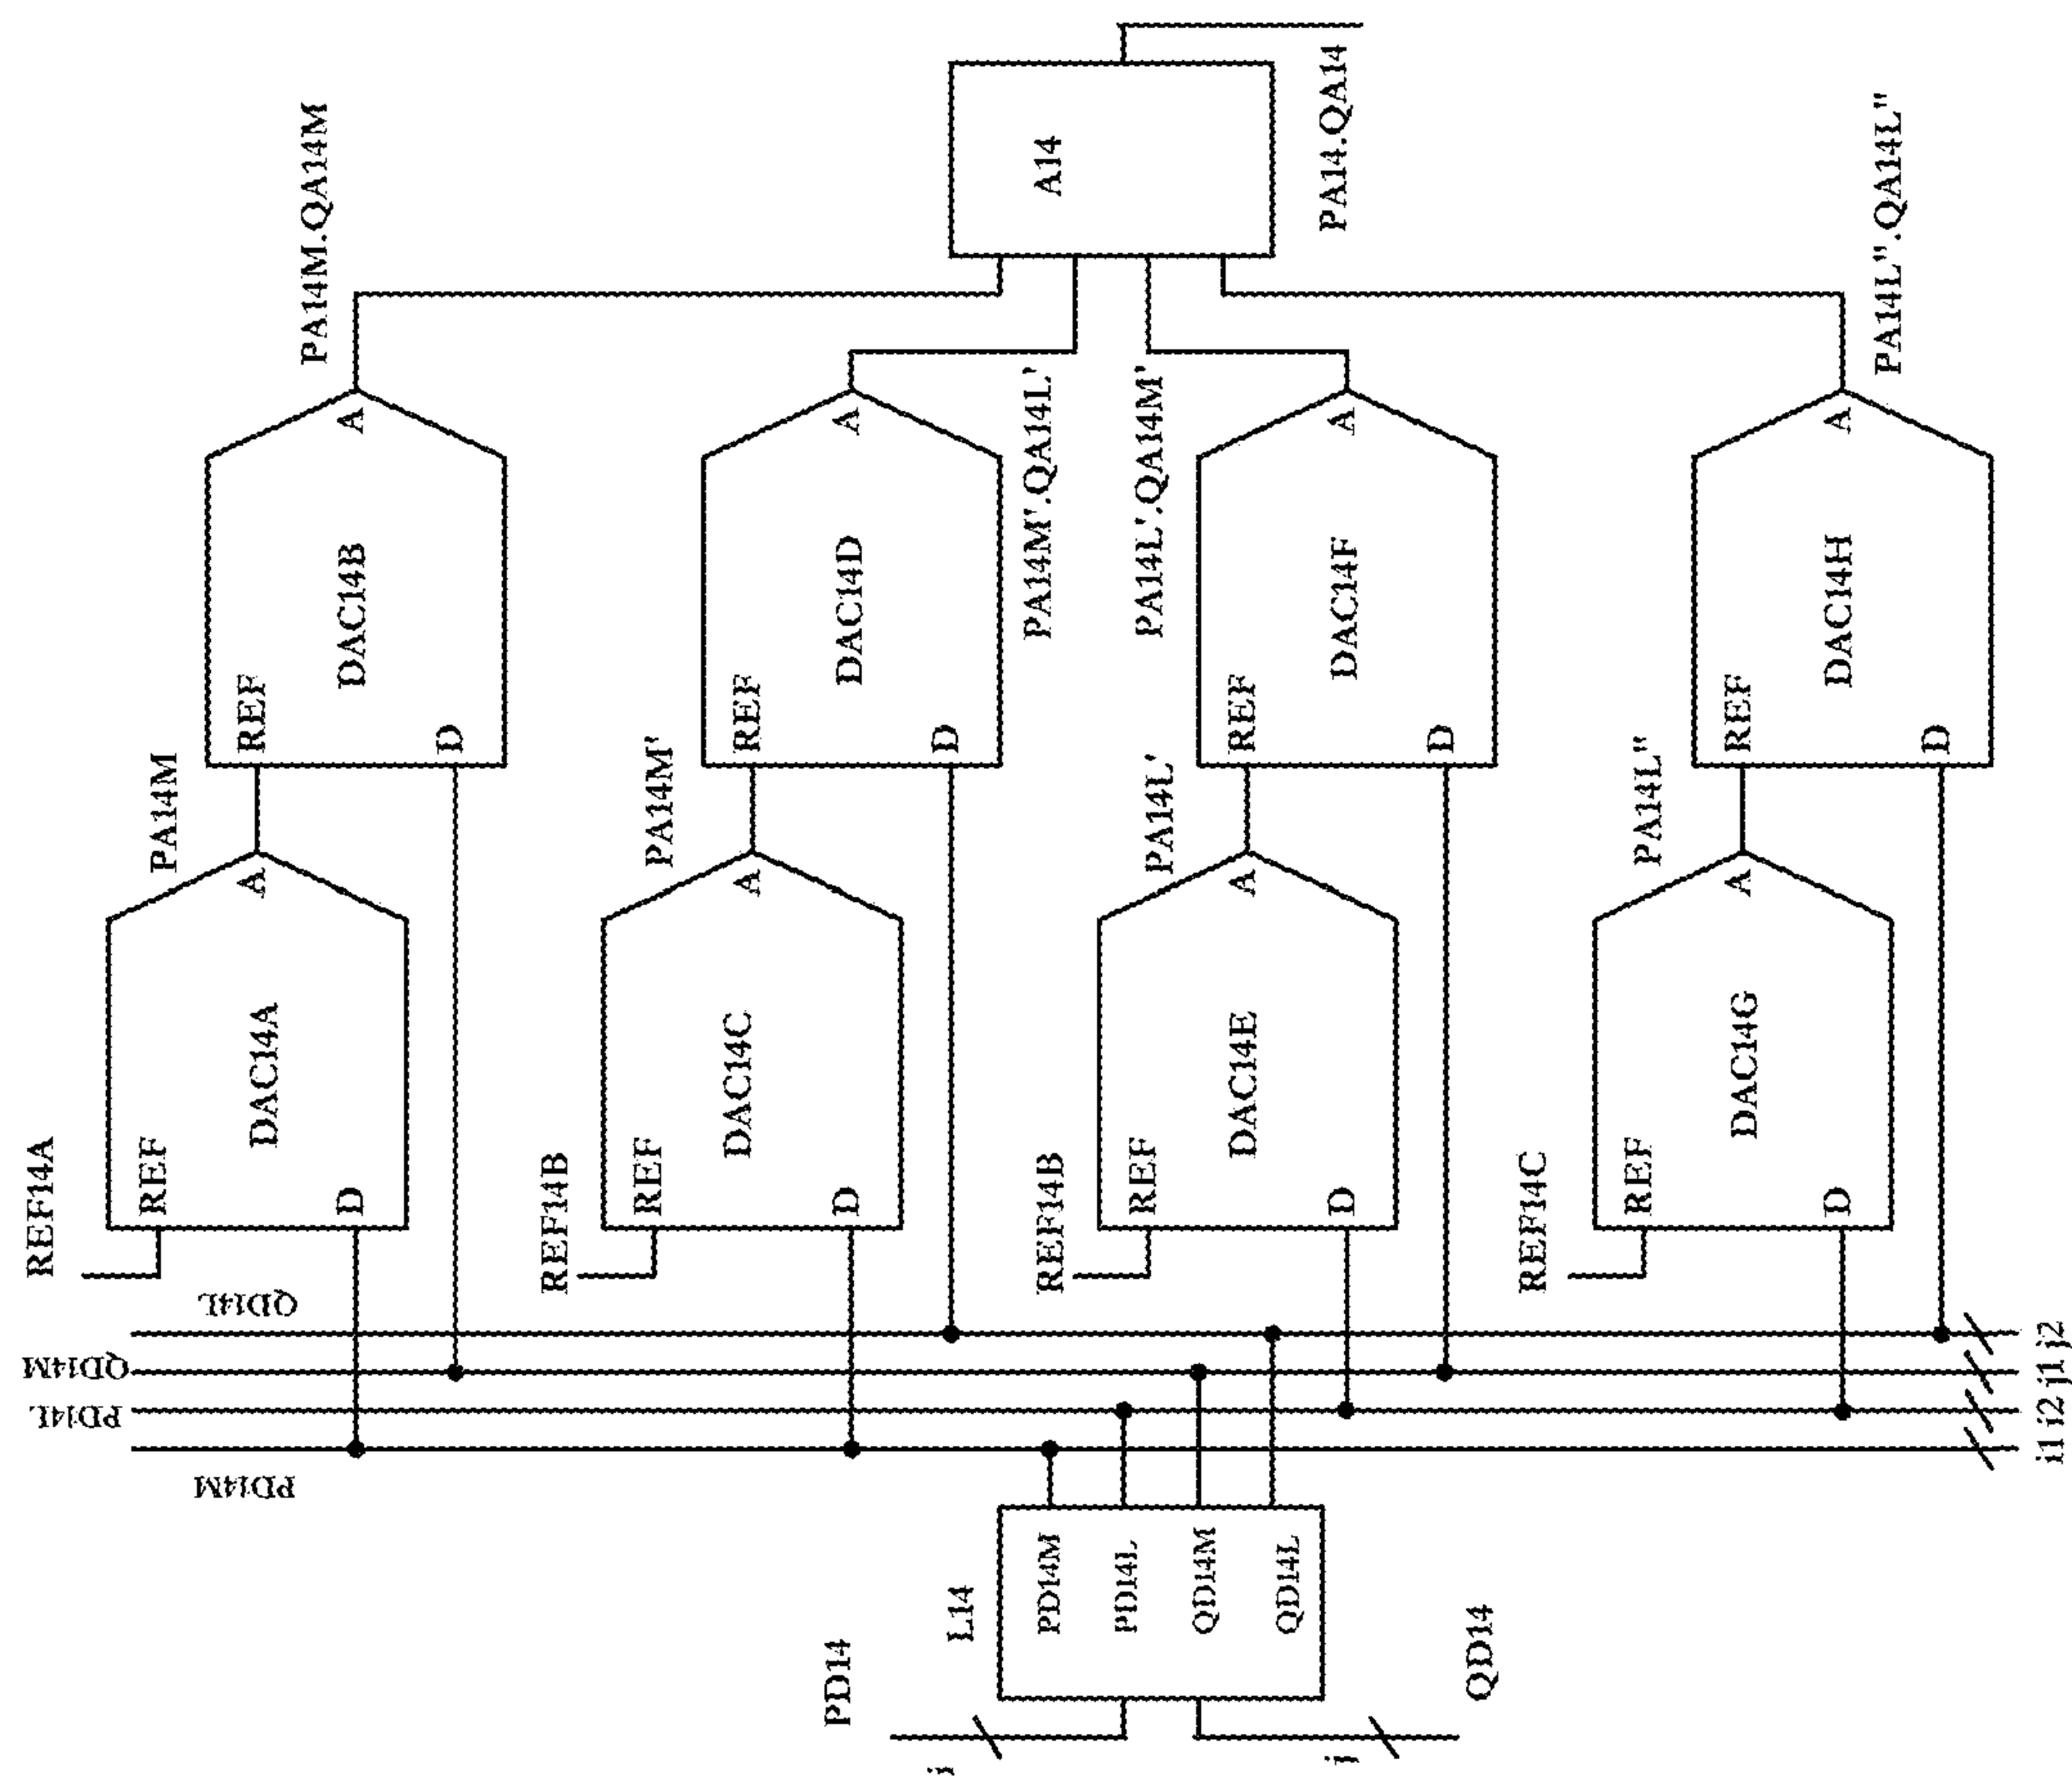 PA14M.QA14M
A14
PA14.QA14
PA14L".QA14L"
A
A
A
A
DAC14B
DAC14D
PA14M'.QA14L'
PA14L'.QA14M'
DAC14F
DAC14H
REF
D
REF
D
REF
D
REF
D
PA14M
PA14M'
PA14L'
PA14L"
A
A
A
A
DAC14A
DAC14C
DAC14E
DAC14G
REF
D
REF
D
REF
D
REF
D
REF14A
REF14B
REF14B
REF14C
QD14L
QD14M
PD14L
PD14M
i1 i2 j1 j2
L14
PD14M
PD14L
QD14M
QD14L
PD14
QD14
i
j